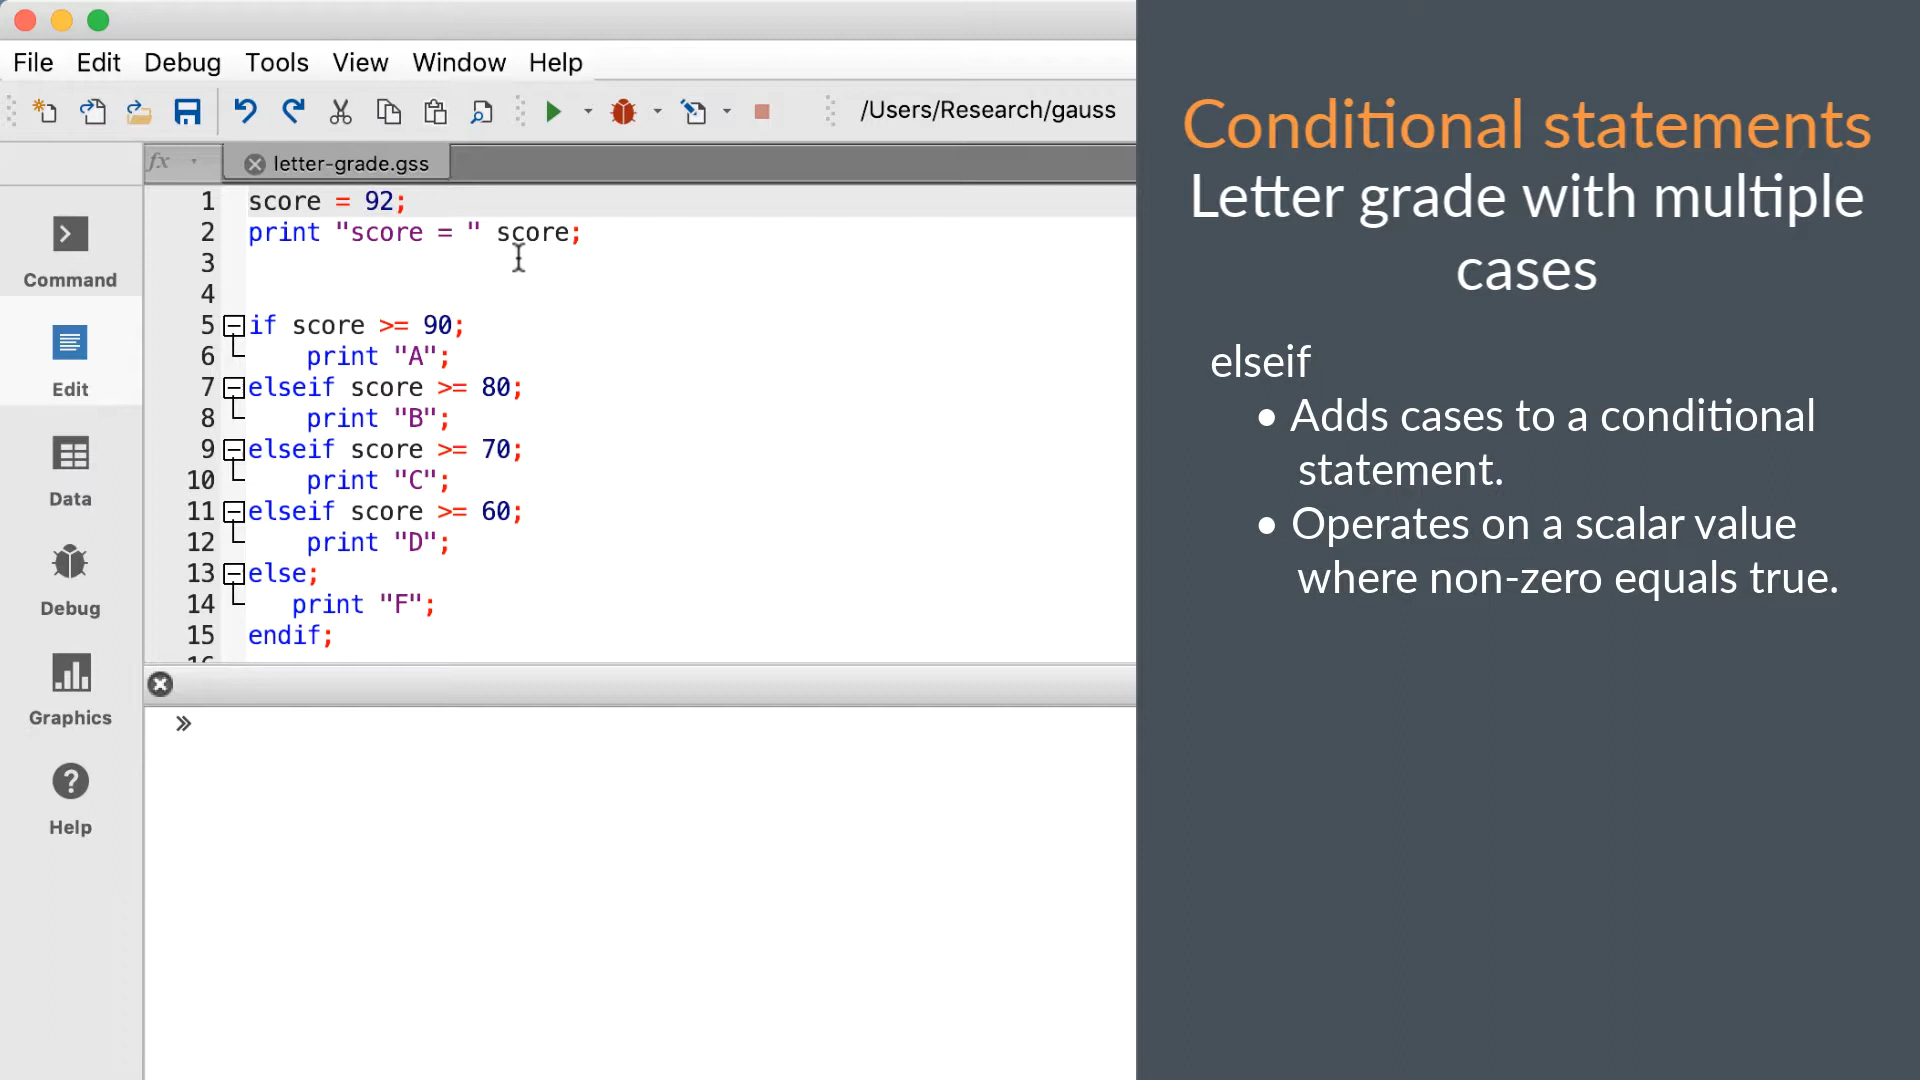 File Edit Debug Tools View Window Help
/Users/Research/gauss
fx
letter-grade.gss
Command
Edit
Data
Debug
Graphics
Help
1 score = 92;
2 print "score = " score;
3
4
5 if score >= 90;
6 print "A";
7 elseif score >= 80;
8 print "B";
9 elseif score >= 70;
10 print "C";
11 elseif score >= 60;
12 print "D";
13 else;
14 print "F";
15 endif;
16
»
Conditional statements
Letter grade with multiple
cases
elseif
• Adds cases to a conditional
statement.
• Operates on a scalar value
where non-zero equals true.